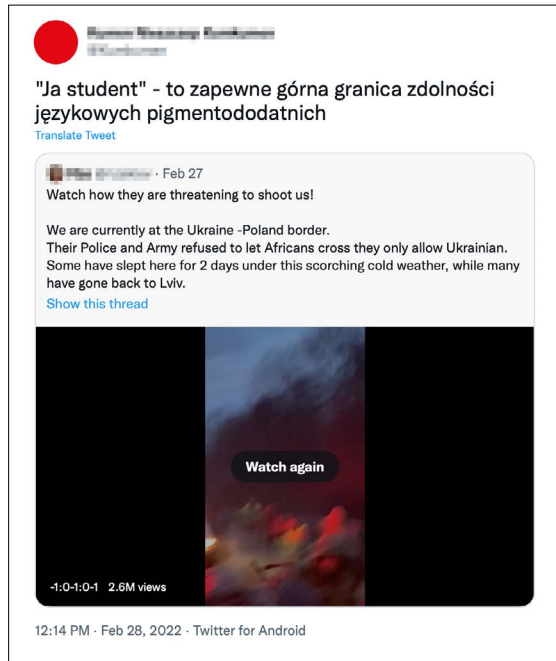 "Ja student" - to zapewne górna granica zdolności
językowych pigmentododatnich
Translate Tweet
· Feb 27
Watch how they are threatening to shoot us!
We are currently at the Ukraine -Poland border.
Their Police and Army refused to let Africans cross they only allow Ukrainian.
Some have slept here for 2 days under this scorching cold weather, while many
have gone back to Lviv.
Show this thread
Watch again
-1:0-1:0-1 2.6M views
12:14 PM · Feb 28, 2022 · Twitter for Android